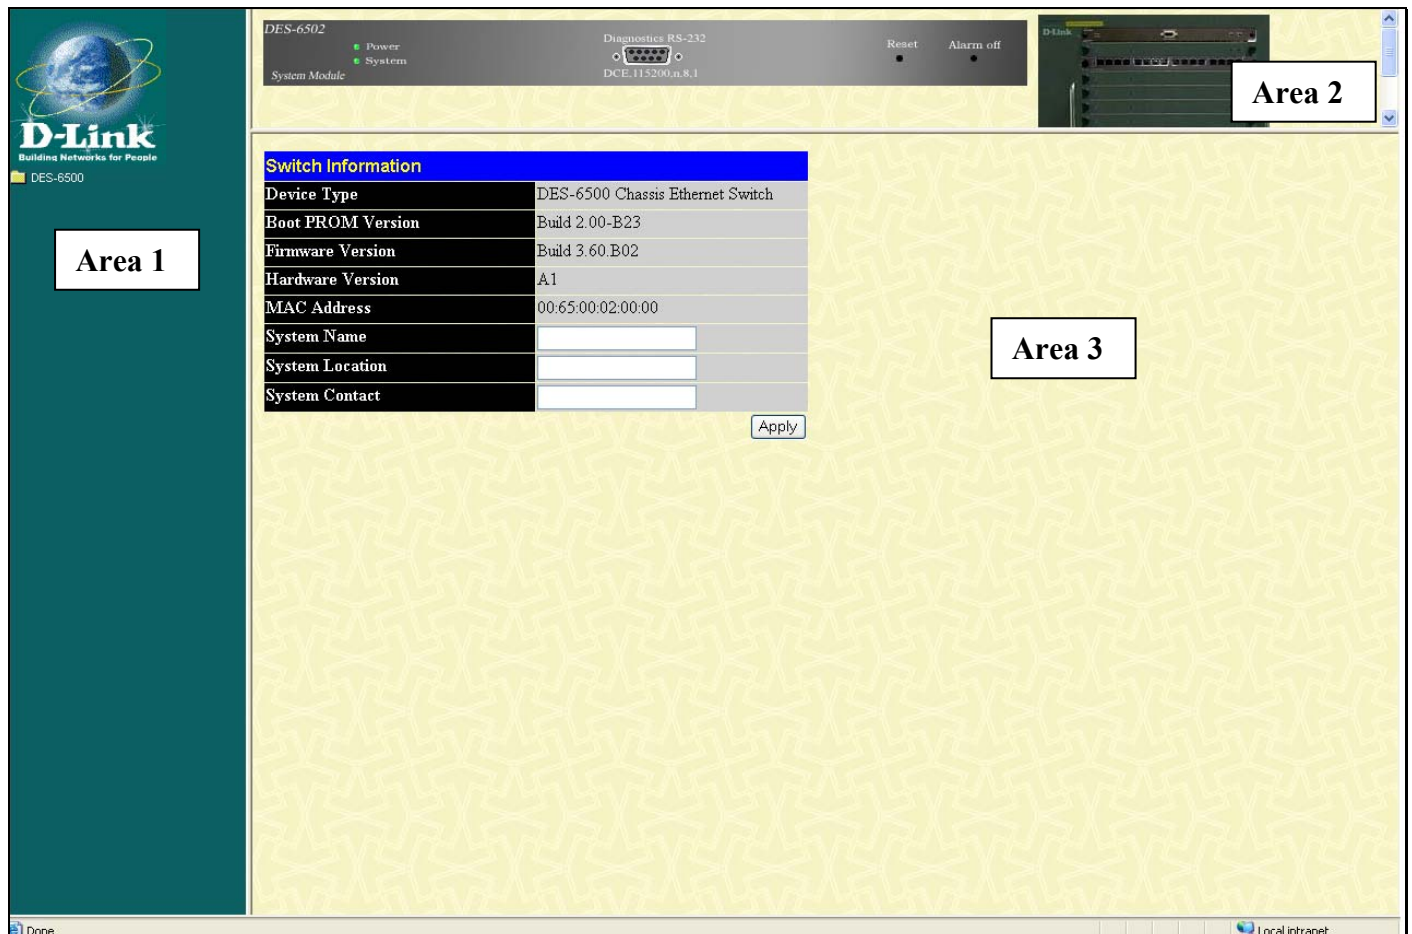 D-Link
Building Networks for People
DES-6500
Area 1
DES-6502
Power
System
System Module
Diagnostics RS-232
DCE,115200,n,8,1
Reset
Alarm off
D-Link
Area 2
Switch Information
Device Type DES-6500 Chassis Ethernet Switch
Boot PROM Version Build 2.00-B23
Firmware Version Build 3.60.B02
Hardware Version A1
MAC Address 00:65:00:02:00:00
System Name
System Location
System Contact
Apply
Area 3
Done
Local intranet